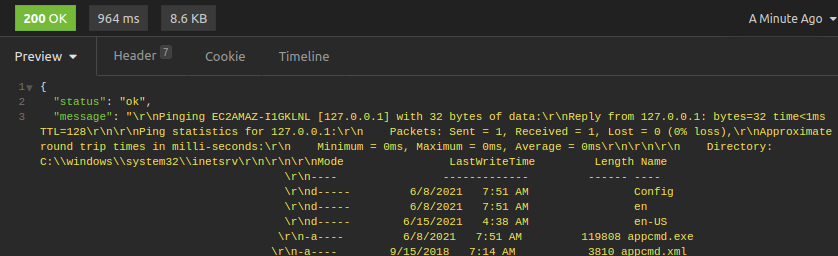 200 OK 964 ms 8.6 KB A Minute Ago
Preview Header 7 Cookie Timeline
1 {
2 "status": "ok",
3 "message": "\r\nPinging EC2AMAZ-I1GKLNL [127.0.0.1] with 32 bytes of data:\r\nReply from 127.0.0.1: bytes=32 time<1ms
TTL=128\r\n\r\nPing statistics for 127.0.0.1:\r\n    Packets: Sent = 1, Received = 1, Lost = 0 (0% loss),\r\nApproximate
round trip times in milli-seconds:\r\n    Minimum = 0ms, Maximum = 0ms, Average = 0ms\r\n\r\n\r\n    Directory:
C:\\windows\\system32\\inetsrv\r\n\r\n\r\nMode                LastWriteTime         Length Name
\r\n----                -------------         ------ ----
\r\nd-----         6/8/2021   7:51 AM                Config
\r\nd-----         6/8/2021   7:51 AM                en
\r\nd-----        6/15/2021   4:38 AM                en-US
\r\n-a----         6/8/2021   7:51 AM         119808 appcmd.exe
\r\n-a----        9/15/2018   7:14 AM           3810 appcmd.xml